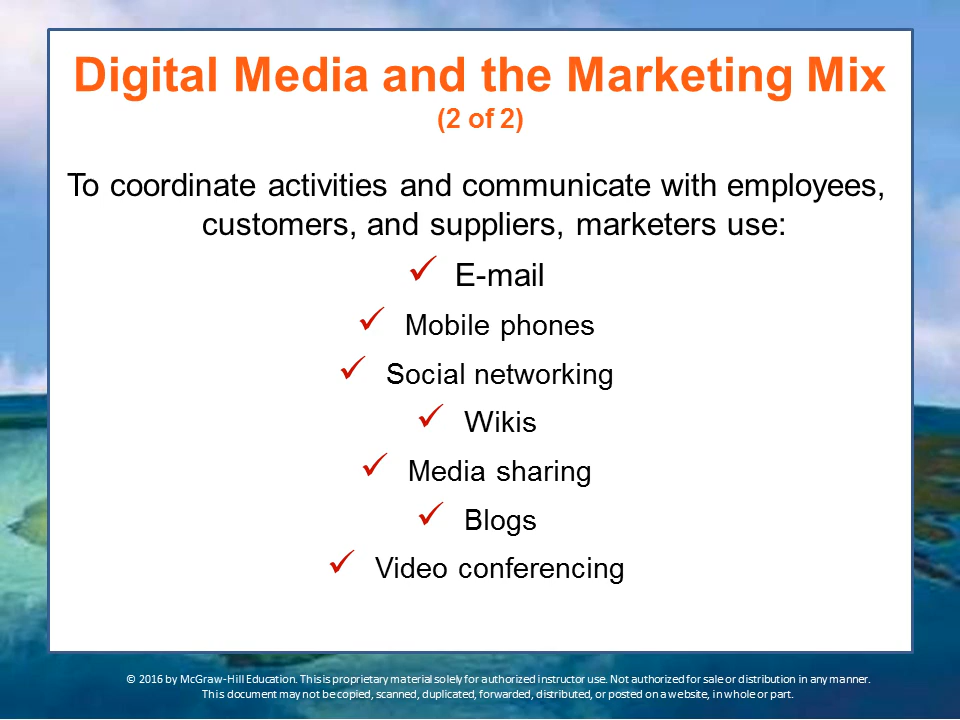 Digital Media and the Marketing Mix
(2 of 2)
To coordinate activities and communicate with employees,
customers, and suppliers, marketers use:
✓ E-mail
✓ Mobile phones
✓ Social networking
✓ Wikis
✓ Media sharing
✓ Blogs
✓ Video conferencing
© 2016 by McGraw-Hill Education. This is proprietary material solely for authorized instructor use. Not authorized for sale or distribution in any manner.
This document may not be copied, scanned, duplicated, forwarded, distributed, or posted on a website, in whole or part.